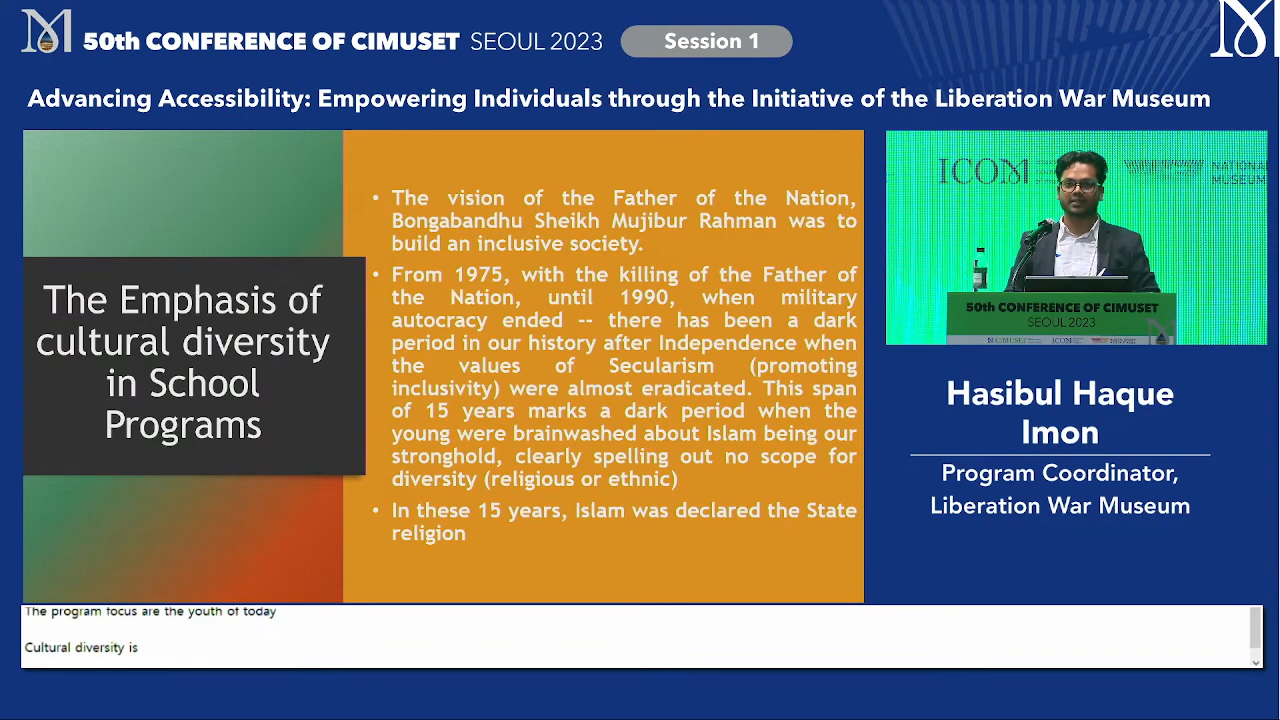 50th CONFERENCE OF CIMUSET SEOUL 2023 Session 1
Advancing Accessibility: Empowering Individuals through the Initiative of the Liberation War Museum
The Emphasis of
cultural diversity
in School
Programs
• The vision of the Father of the Nation,
Bongabandhu Sheikh Mujibur Rahman was to
build an inclusive society.
• From 1975, with the killing of the Father of
the Nation, until 1990, when military
autocracy ended -- there has been a dark
period in our history after Independence when
the values of Secularism (promoting
inclusivity) were almost eradicated. This span
of 15 years marks a dark period when the
young were brainwashed about Islam being our
stronghold, clearly spelling out no scope for
diversity (religious or ethnic)
• In these 15 years, Islam was declared the State
religion
ICOM
NATIONAL
MUSEUM
50th CONFERENCE OF CIMUSET
SEOUL 2023
Hasibul Haque
Imon
Program Coordinator,
Liberation War Museum
The program focus are the youth of today
Cultural diversity is